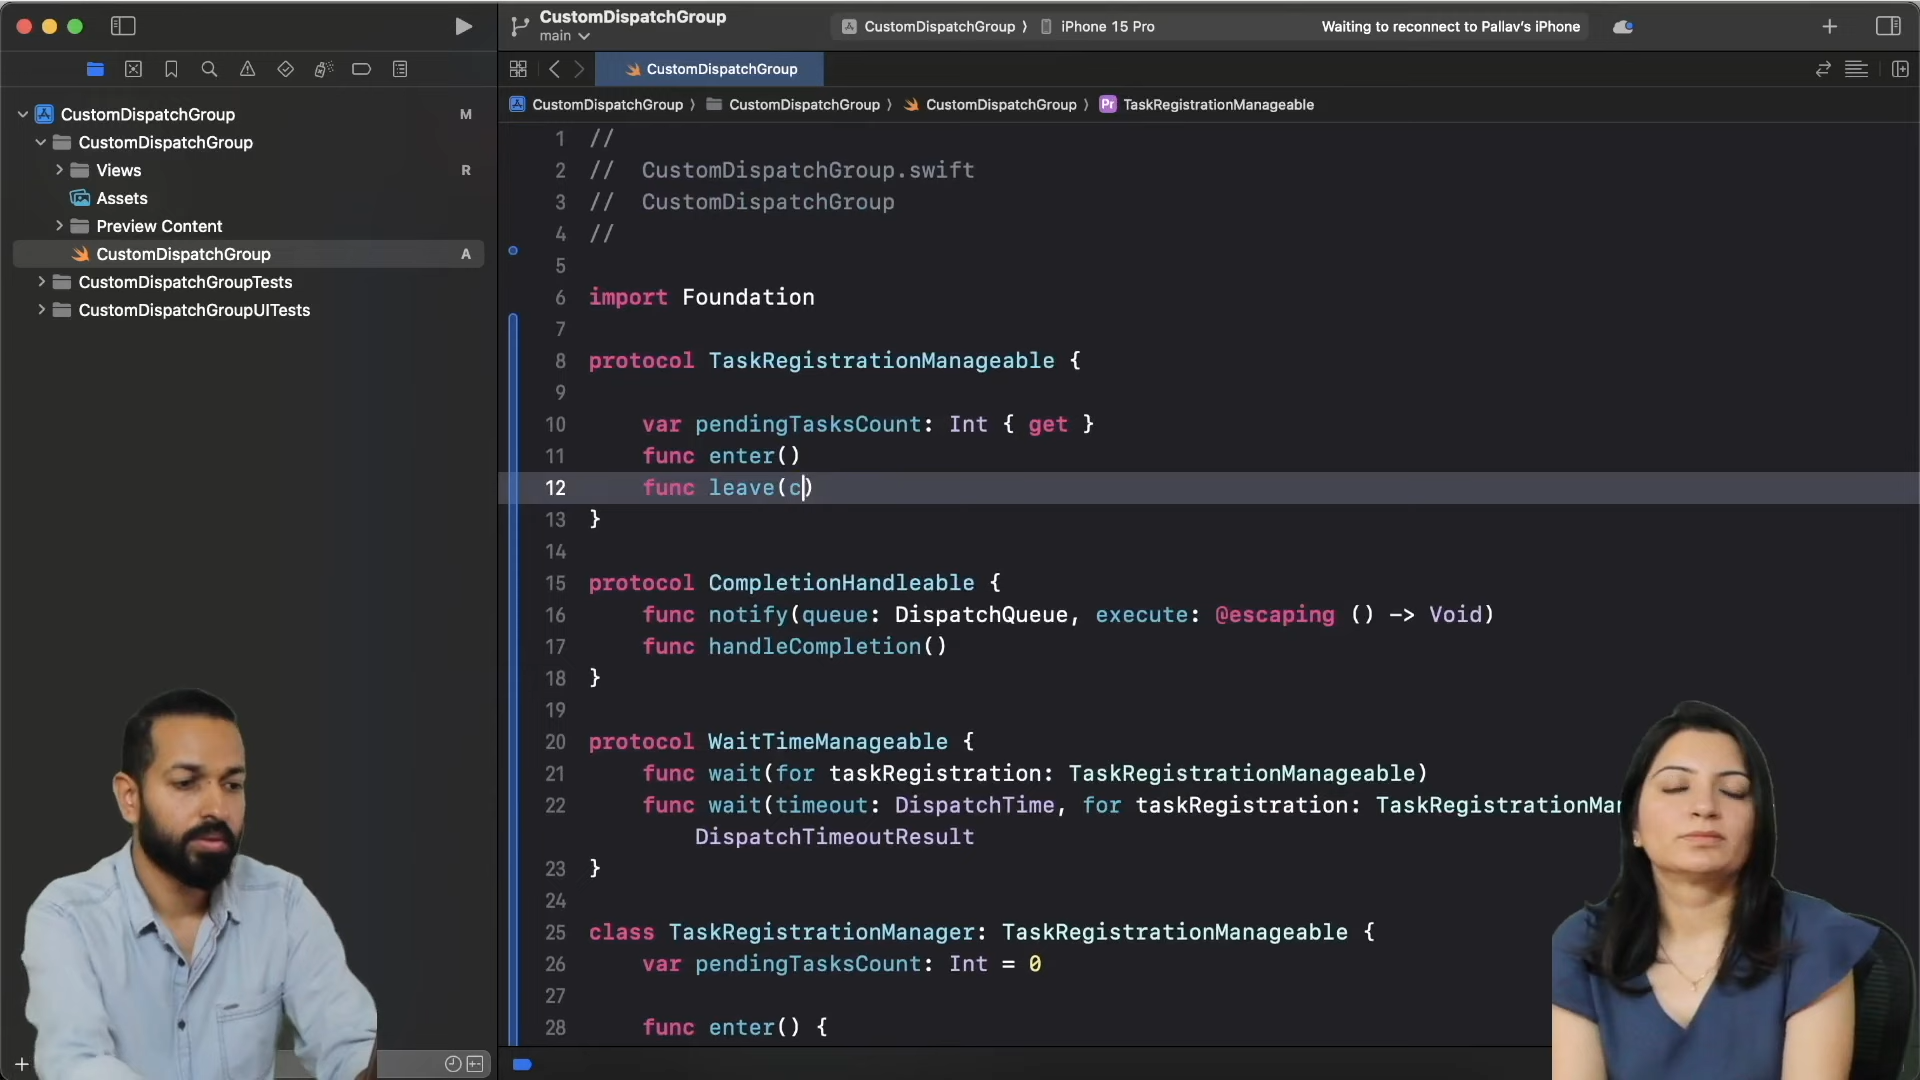 CustomDispatchGroup
main
CustomDispatchGroup
iPhone 15 Pro
Waiting to reconnect to Pallav's iPhone
CustomDispatchGroup
CustomDispatchGroup
CustomDispatchGroup
CustomDispatchGroup
TaskRegistrationManageable
CustomDispatchGroup M
CustomDispatchGroup
Views R
Assets
Preview Content
CustomDispatchGroup A
CustomDispatchGroupTests
CustomDispatchGroupUITests
1 //
2 // CustomDispatchGroup.swift
3 // CustomDispatchGroup
4 //
5
6 import Foundation
7
8 protocol TaskRegistrationManageable {
9
10 var pendingTasksCount: Int { get }
11 func enter()
12 func leave(c)
13 }
14
15 protocol CompletionHandleable {
16 func notify(queue: DispatchQueue, execute: @escaping () -> Void)
17 func handleCompletion()
18 }
19
20 protocol WaitTimeManageable {
21 func wait(for taskRegistration: TaskRegistrationManageable)
22 func wait(timeout: DispatchTime, for taskRegistration:
DispatchTimeoutResult
23 }
24
25 class TaskRegistrationManager: TaskRegistrationManageable {
26 var pendingTasksCount: Int = 0
27
28 func enter() {